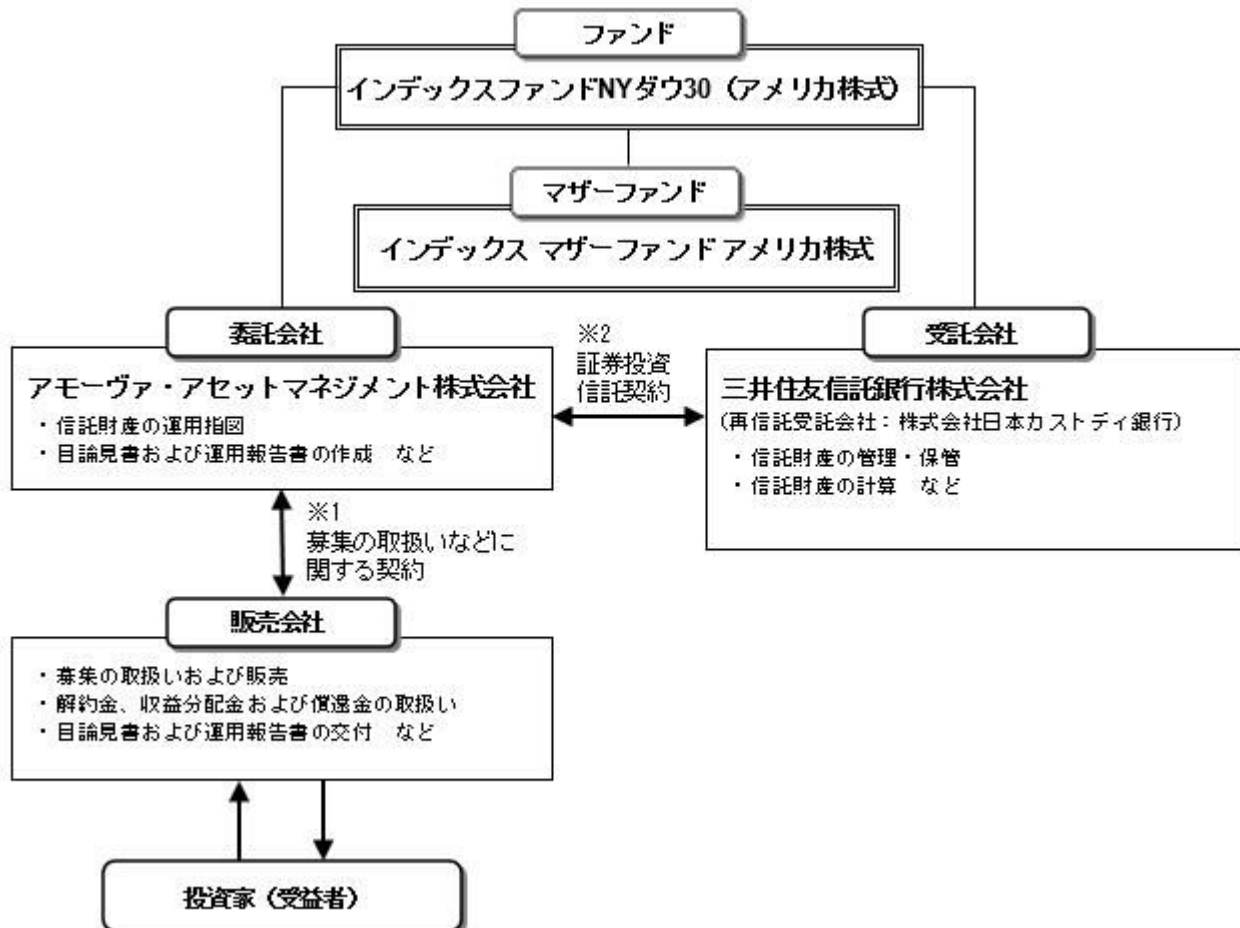 ファンド
インデックスファンドNYダウ30（アメリカ株式）
マザーファンド
インデックス マザーファンド アメリカ株式
委託会社
アモーヴァ・アセットマネジメント株式会社
・信託財産の運用指図
・目論見書および運用報告書の作成　など
※2
証券投資
信託契約
受託会社
三井住友信託銀行株式会社
(再信託受託会社：株式会社日本カストディ銀行)
・信託財産の管理・保管
・信託財産の計算　など
※1
募集の取扱いなどに
関する契約
販売会社
・募集の取扱いおよび販売
・解約金、収益分配金および償還金の取扱い
・目論見書および運用報告書の交付　など
投資家（受益者）